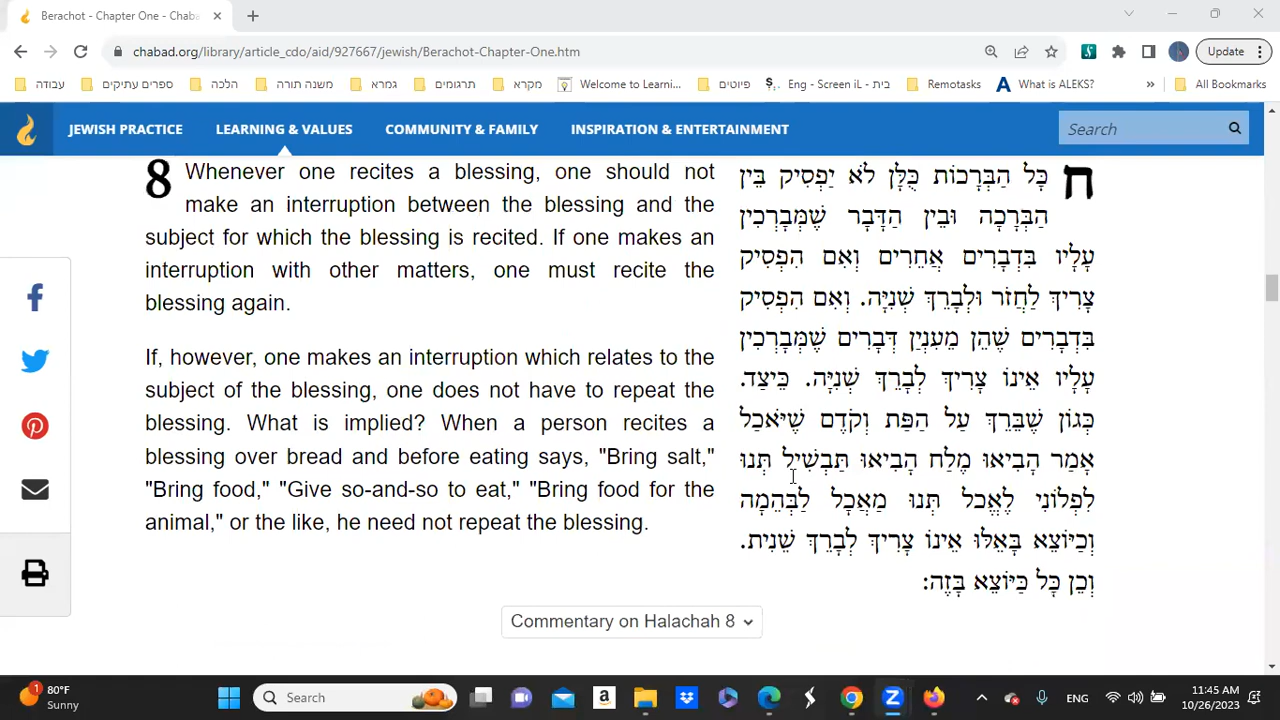 Berachot - Chapter One - Chaba
chabad.org/library/article_cdo/aid/927667/jewish/Berachot-Chapter-One.htm
Update
עבודה
ספרים עתיקים
הלכה
משנה תורה
גמרא
תרגומים
מקרא
Welcome to Learni...
פיוטים
Eng - Screen iL - בית
Remotasks
What is ALEKS?
»
All Bookmarks
JEWISH PRACTICE
LEARNING & VALUES
COMMUNITY & FAMILY
INSPIRATION & ENTERTAINMENT
Search
8 Whenever one recites a blessing, one should not
make an interruption between the blessing and the
subject for which the blessing is recited. If one makes an
interruption with other matters, one must recite the
blessing again.
If, however, one makes an interruption which relates to the
subject of the blessing, one does not have to repeat the
blessing. What is implied? When a person recites a
blessing over bread and before eating says, "Bring salt,"
"Bring food," "Give so-and-so to eat," "Bring food for the
animal," or the like, he need not repeat the blessing.
ח כָּל הַבְּרָכוֹת כֻּלָּן לֹא יַפְסִיק בֵּין
הַבְּרָכָה וּבֵין הַדָּבָר שֶׁמְּבָרְכִין
עָלָיו בִּדְבָרִים אֲחֵרִים וְאִם הִפְסִיק
צָרִיךְ לַחֲזֹר וּלְבָרֵךְ שְׁנִיָּה. וְאִם הִפְסִיק
בִּדְבָרִים שֶׁהֵן מֵעִנְיַן דְּבָרִים שֶׁמְּבָרְכִין
עָלָיו אֵינוֹ צָרִיךְ לְבָרֵךְ שְׁנִיָּה. כֵּיצַד.
כְּגוֹן שֶׁבֵּרֵךְ עַל הַפַּת וְקֹדֶם שֶׁיֹּאכַל
אָמַר הָבִיאוּ מֶלַח הָבִיאוּ תַּבְשִׁיל תְּנוּ
לִפְלוֹנִי לֶאֱכל תְּנוּ מַאֲכָל לַבְּהֵמָה
וְכַיּוֹצֵא בָּאֵלּוּ אֵינוֹ צָרִיךְ לְבָרֵךְ שֵׁנִית.
וְכֵן כָּל כַּיּוֹצֵא בָּזֶה:
Commentary on Halachah 8
1
80°F
Sunny
Search
ENG
11:45 AM
10/26/2023